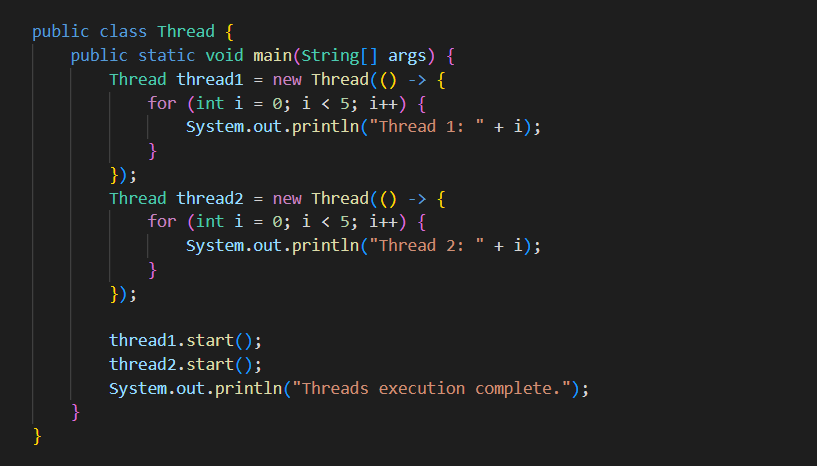 public class Thread {
    public static void main(String[] args) {
        Thread thread1 = new Thread(() -> {
            for (int i = 0; i < 5; i++) {
                System.out.println("Thread 1: " + i);
            }
        });
        Thread thread2 = new Thread(() -> {
            for (int i = 0; i < 5; i++) {
                System.out.println("Thread 2: " + i);
            }
        });

        thread1.start();
        thread2.start();
        System.out.println("Threads execution complete.");
    }
}